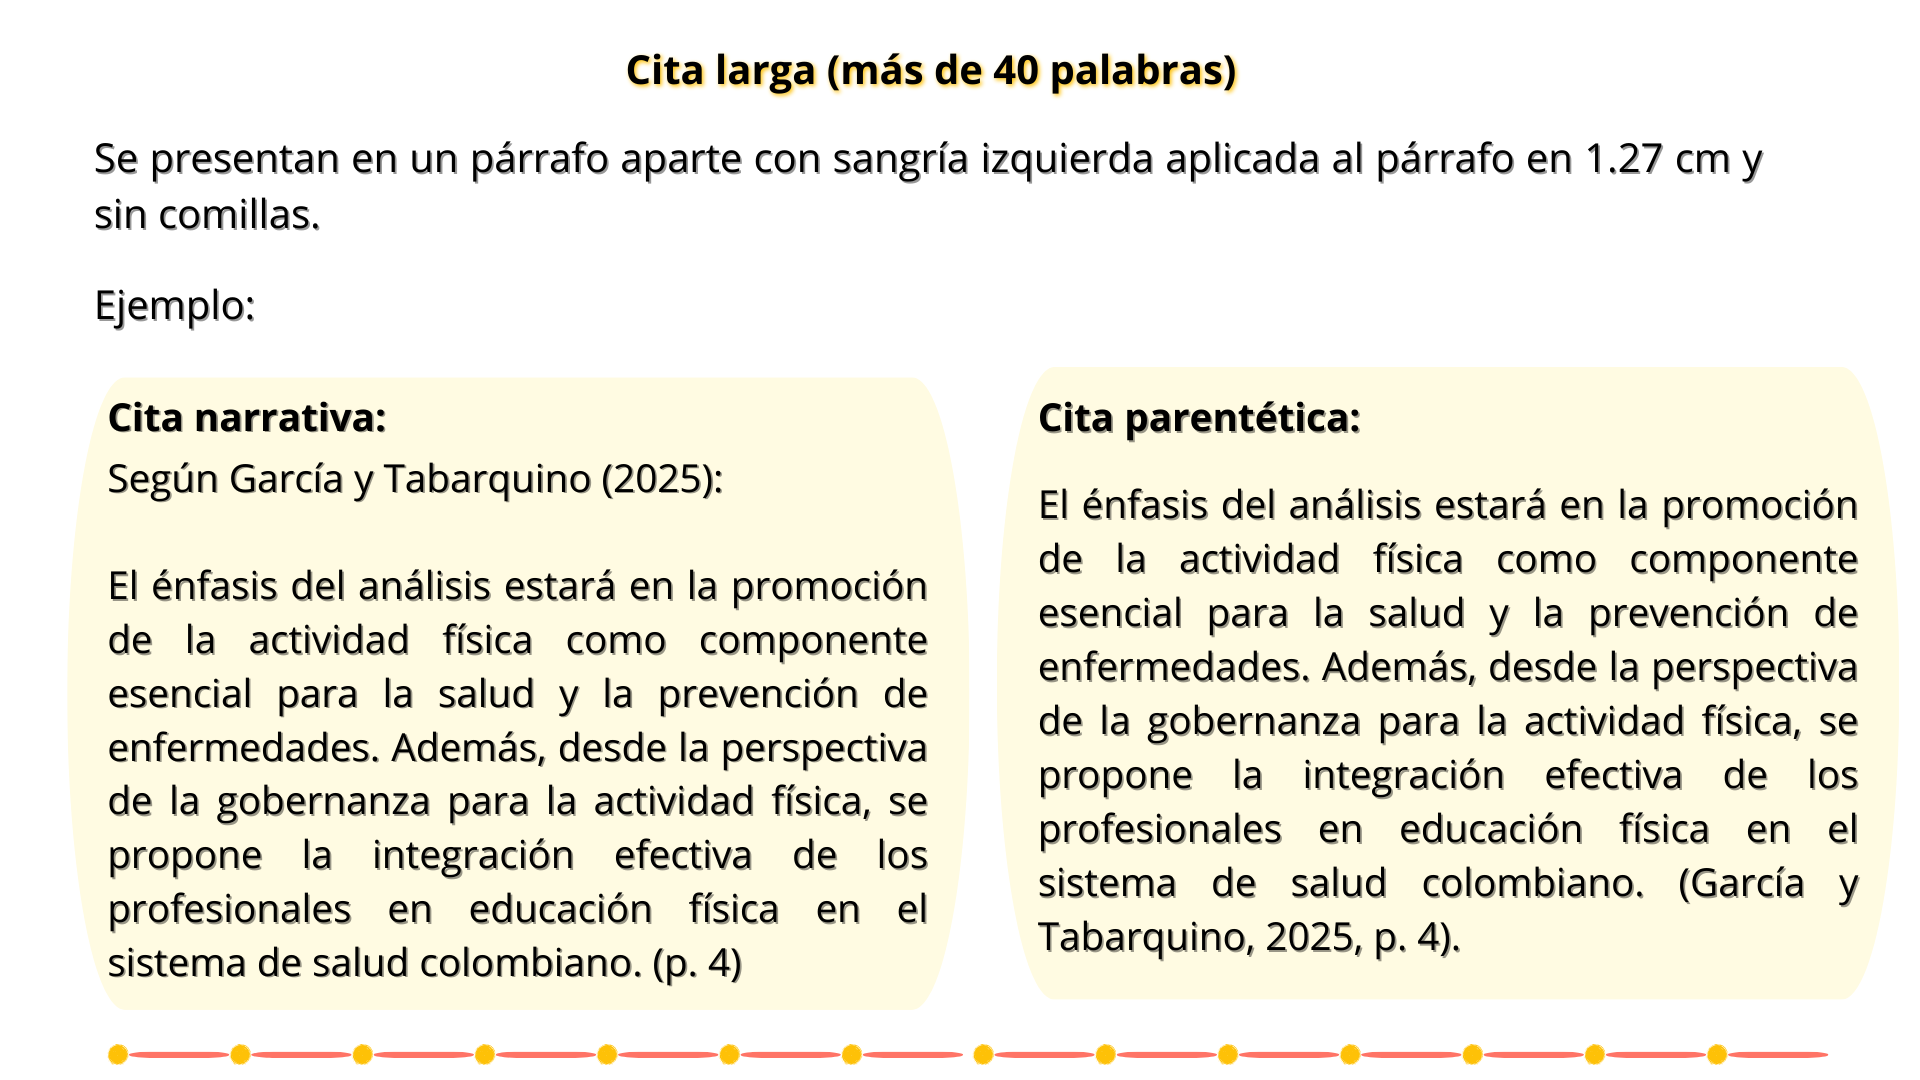 Cita larga (más de 40 palabras)
Se presentan en un párrafo aparte con sangría izquierda aplicada al párrafo en 1.27 cm y
sin comillas.
Ejemplo:
Cita narrativa:
Según García y Tabarquino (2025):
El énfasis del análisis estará en la promoción
de la actividad física como componente
esencial para la salud y la prevención de
enfermedades. Además, desde la perspectiva
de la gobernanza para la actividad física, se
propone la integración efectiva de los
profesionales en educación física en el
sistema de salud colombiano. (p. 4)
Cita parentética:
El énfasis del análisis estará en la promoción
de la actividad física como componente
esencial para la salud y la prevención de
enfermedades. Además, desde la perspectiva
de la gobernanza para la actividad física, se
propone la integración efectiva de los
profesionales en educación física en el
sistema de salud colombiano. (García y
Tabarquino, 2025, p. 4).